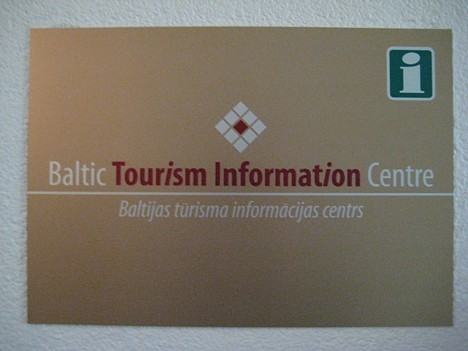 i
Baltic Tourism Information Centre
Baltijas tūrisma informācijas centrs